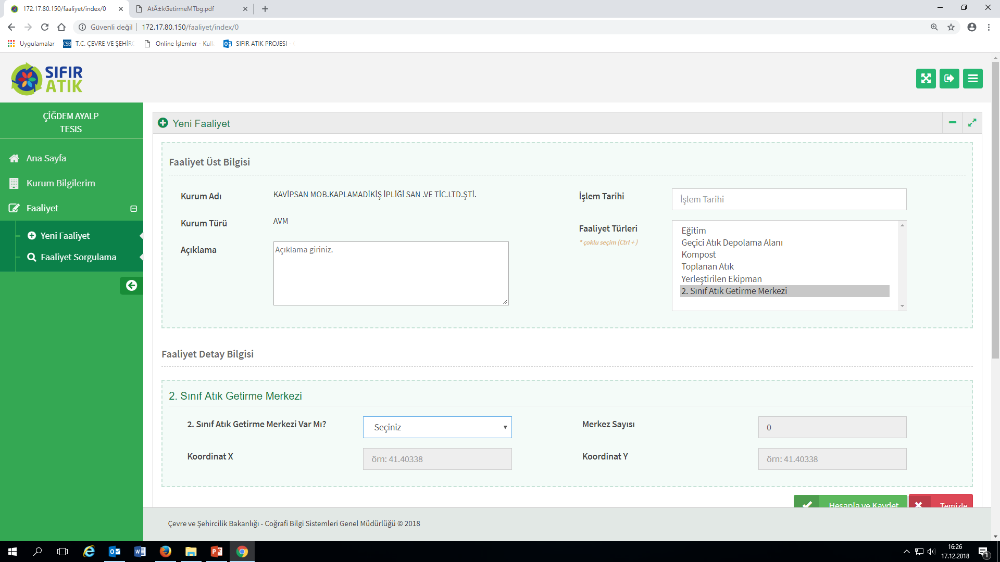 172.17.80.150/faaliyet/index/0
AtÄ±kGetirmeMTbg.pdf
Güvenli değil
172.17.80.150/faaliyet/index/0
Uygulamalar
CSB T.C. ÇEVRE VE ŞEHİRC
Online İşlemler - Kulla
SIFIR ATIK PROJESI -
SIFIR
ATIK
ÇİĞDEM AYALP
TESIS
Ana Sayfa
Kurum Bilgilerim
Faaliyet
Yeni Faaliyet
Faaliyet Sorgulama
Yeni Faaliyet
Faaliyet Üst Bilgisi
Kurum Adı
KAVİPSAN MOB.KAPLAMADİKİŞ İPLİĞİ SAN .VE TİC.LTD.ŞTİ.
Kurum Türü
AVM
Açıklama
Açıklama giriniz.
İşlem Tarihi
İşlem Tarihi
Faaliyet Türleri
* çoklu seçim (Ctrl + )
Eğitim
Geçici Atık Depolama Alanı
Kompost
Toplanan Atık
Yerleştirilen Ekipman
2. Sınıf Atık Getirme Merkezi
Faaliyet Detay Bilgisi
2. Sınıf Atık Getirme Merkezi
2. Sınıf Atık Getirme Merkezi Var Mı?
Seçiniz
Merkez Sayısı
0
Koordinat X
örn: 41.40338
Koordinat Y
örn: 41.40338
Hesapla ve Kaydet
Temizle
Çevre ve Şehircilik Bakanlığı - Coğrafi Bilgi Sistemleri Genel Müdürlüğü © 2018
16:26
17.12.2018
1